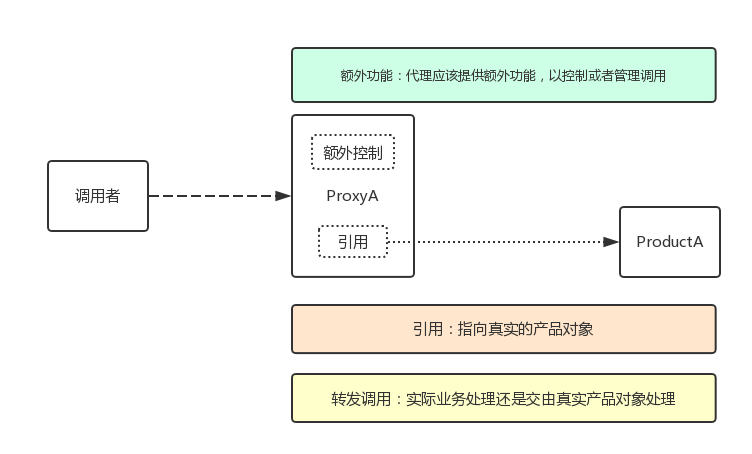 额外功能：代理应该提供额外功能，以控制或者管理调用
额外控制
调用者
ProxyA
引用
ProductA
引用：指向真实的产品对象
转发调用：实际业务处理还是交由真实产品对象处理